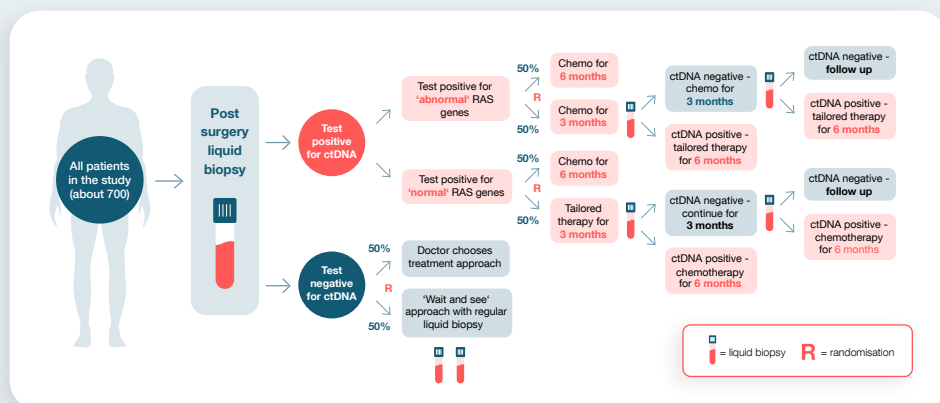 All patients
in the study
(about 700)
Post
surgery
liquid
biopsy
Test
positive
for ctDNA
Test
negative
for ctDNA
Test positive for
‘abnormal‘ RAS
genes
Test positive for
‘normal‘ RAS genes
50%
R
50%
50%
R
50%
50%
R
50%
Doctor chooses
treatment approach
‘Wait and see‘
approach with regular
liquid biopsy
Chemo for
6 months
Chemo for
3 months
Chemo for
6 months
Tailored
therapy for
3 months
ctDNA negative -
chemo for
3 months
ctDNA positive -
tailored therapy
for 6 months
ctDNA negative -
continue for
3 months
ctDNA positive -
chemotherapy
for 6 months
ctDNA negative -
follow up
ctDNA positive -
tailored therapy
for 6 months
ctDNA negative -
follow up
ctDNA positive -
chemotherapy
for 6 months
= liquid biopsy R = randomisation